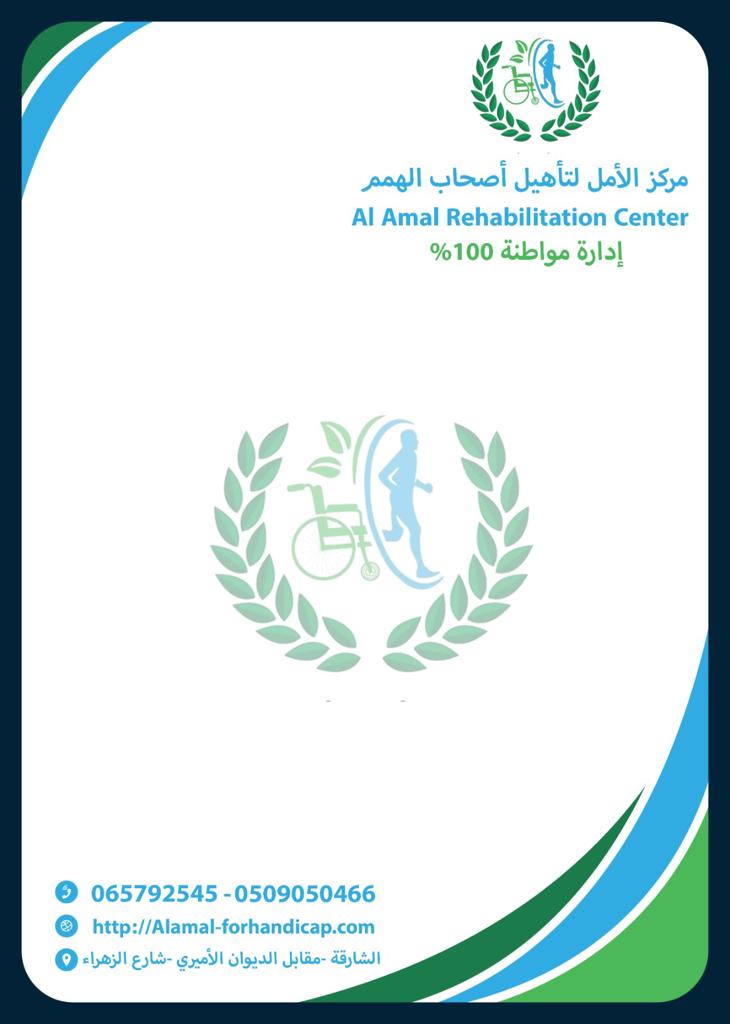 مركز الأمل لتأهيل أصحاب الهمم
Al Amal Rehabilitation Center
إدارة مواطنة 100%
065792545 - 0509050466
http://Alamal-forhandicap.com
الشارقة -مقابل الديوان الأميري -شارع الزهراء